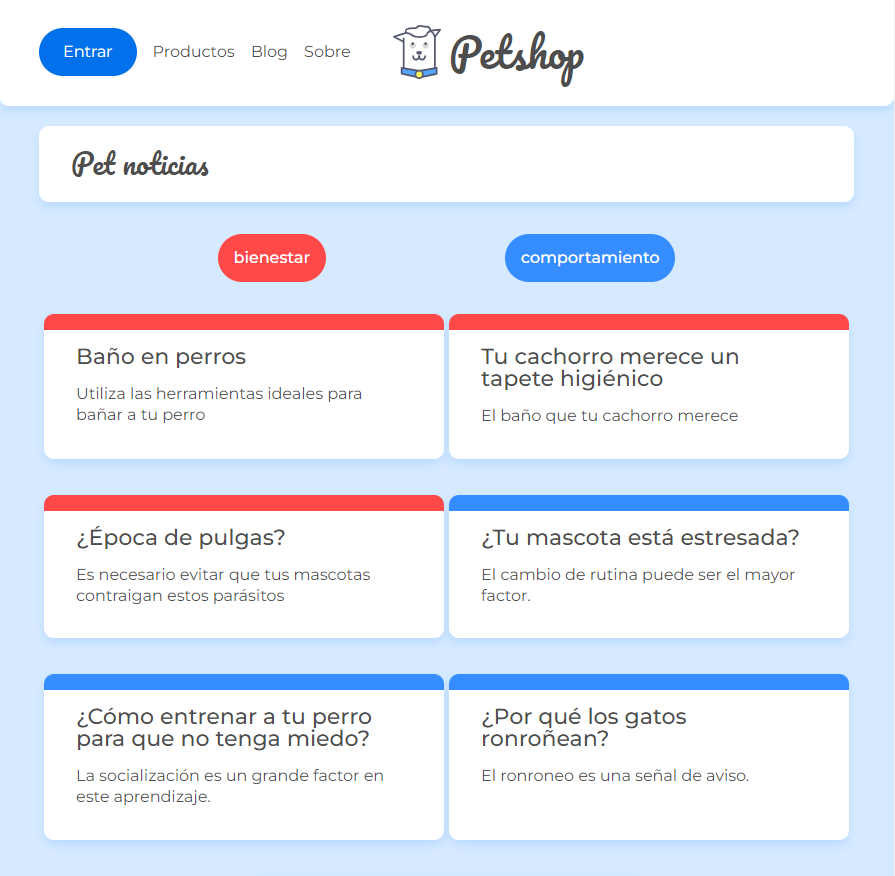 Entrar Productos Blog Sobre Petshop
Pet noticias
bienestar comportamiento
Baño en perros
Utiliza las herramientas ideales para
bañar a tu perro
Tu cachorro merece un
tapete higiénico
El baño que tu cachorro merece
¿Época de pulgas?
Es necesario evitar que tus mascotas
contraigan estos parásitos
¿Tu mascota está estresada?
El cambio de rutina puede ser el mayor
factor.
¿Cómo entrenar a tu perro
para que no tenga miedo?
La socialización es un grande factor en
este aprendizaje.
¿Por qué los gatos
ronroñean?
El ronroneo es una señal de aviso.